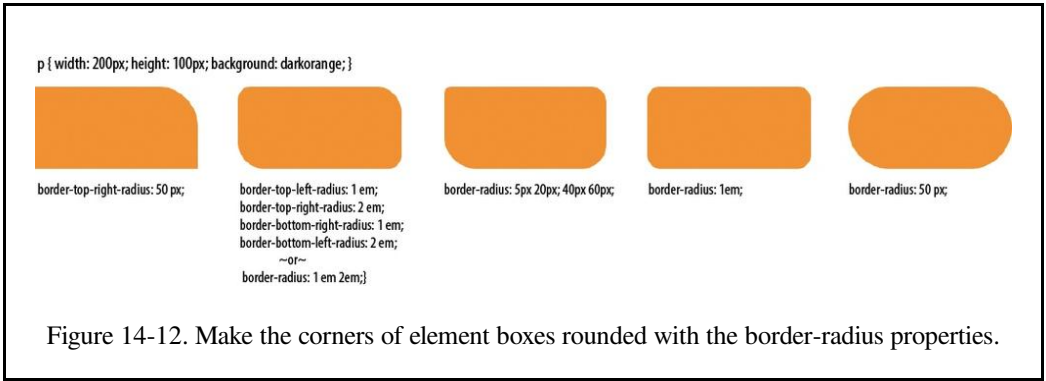 p { width: 200px; height: 100px; background: darkorange; }
border-top-right-radius: 50 px;
border-top-left-radius: 1 em;
border-top-right-radius: 2 em;
border-bottom-right-radius: 1 em;
border-bottom-left-radius: 2 em;
~or~
border-radius: 1 em 2em;}
border-radius: 5px 20px; 40px 60px;
border-radius: 1em;
border-radius: 50 px;
Figure 14-12. Make the corners of element boxes rounded with the border-radius properties.